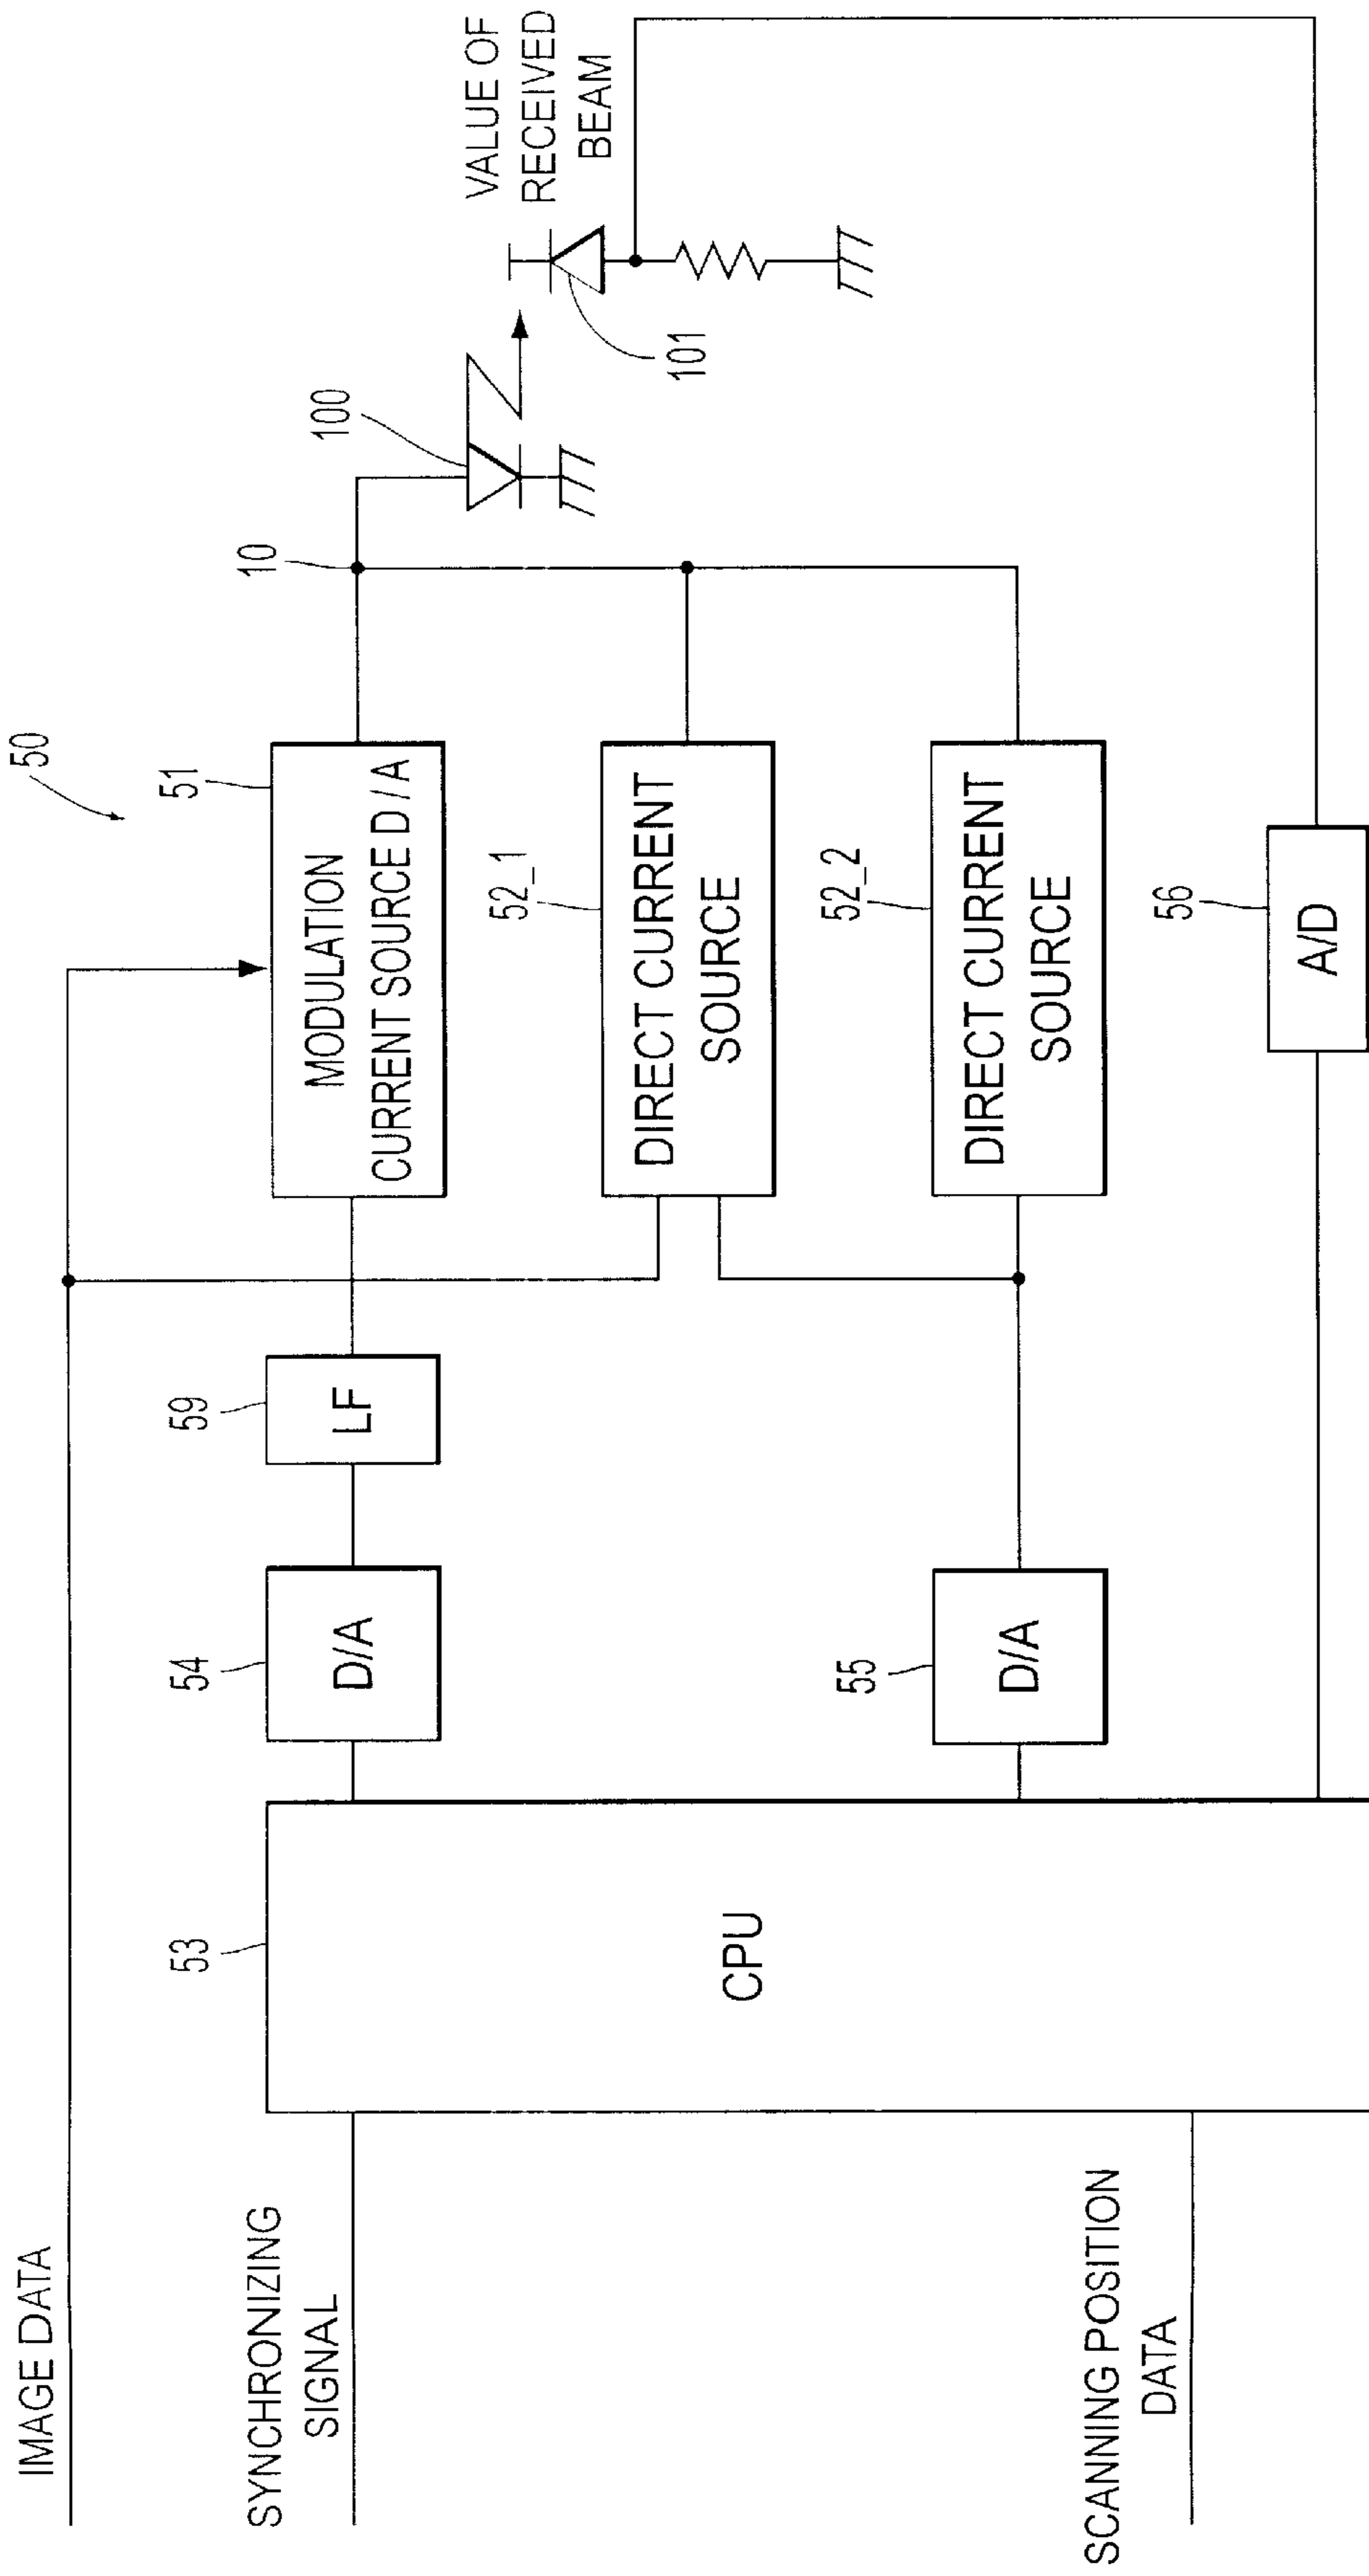 50
IMAGE DATA
SYNCHRONIZING
SIGNAL
53
CPU
54
D/A
59
LF
51
MODULATION
CURRENT SOURCE D/A
10
100
VALUE OF
RECEIVED
BEAM
101
52_1
DIRECT CURRENT
SOURCE
52_2
DIRECT CURRENT
SOURCE
55
D/A
56
A/D
SCANNING POSITION
DATA